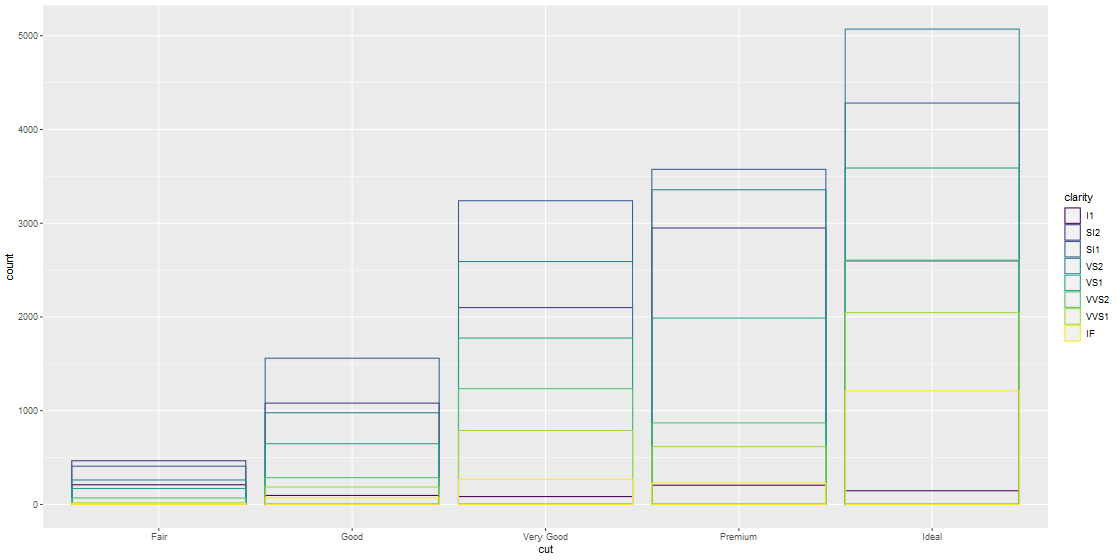 5000
4000
3000
2000
1000
0
count
Fair
Good
Very Good
Premium
Ideal
cut
clarity
I1
SI2
SI1
VS2
VS1
VVS2
VVS1
IF